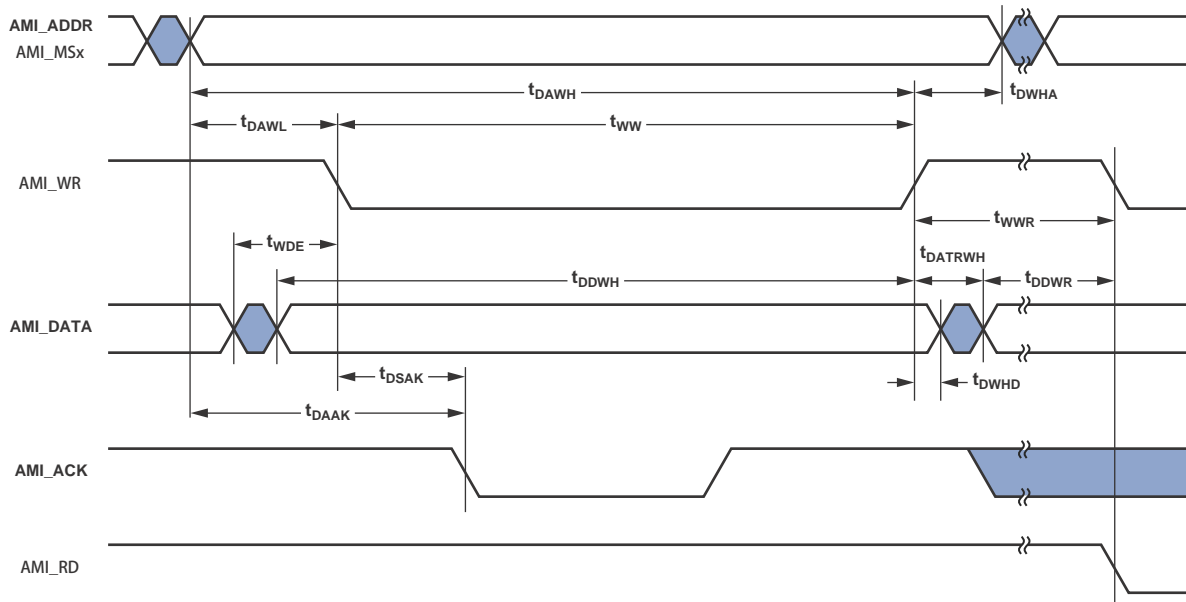 AMI_ADDR
AMI_MSx
tDAWH
tDWHA
tDAWL
tWW
AMI_WR
tWWR
tWDE
tDATRWH
tDDWH
tDDWR
AMI_DATA
tDSAK
tDWHD
tDAAK
AMI_ACK
AMI_RD